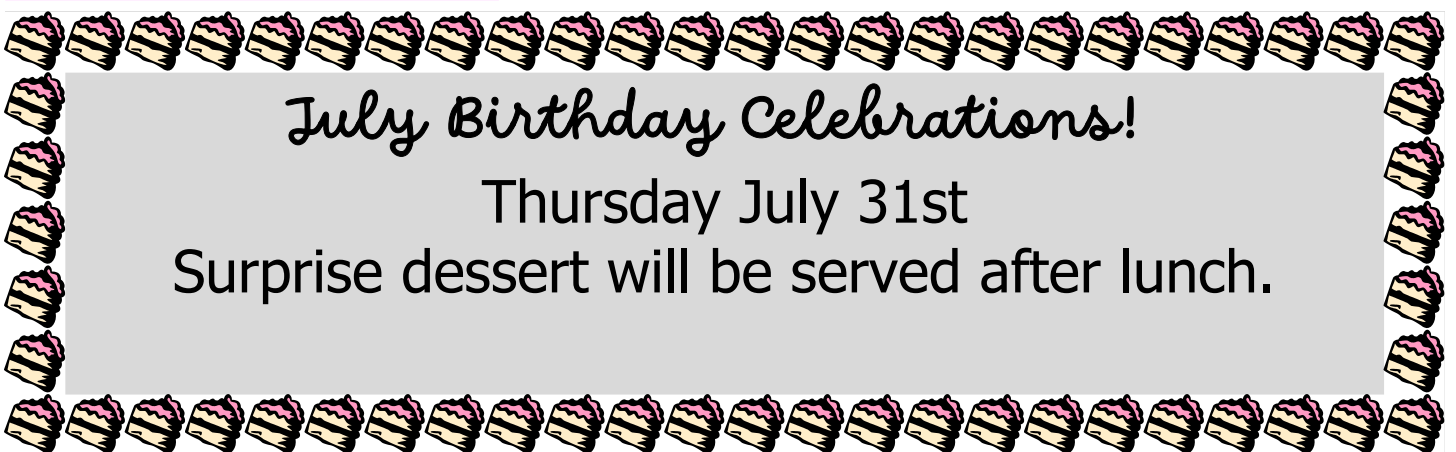 July Birthday Celebrations!
Thursday July 31st
Surprise dessert will be served after lunch.